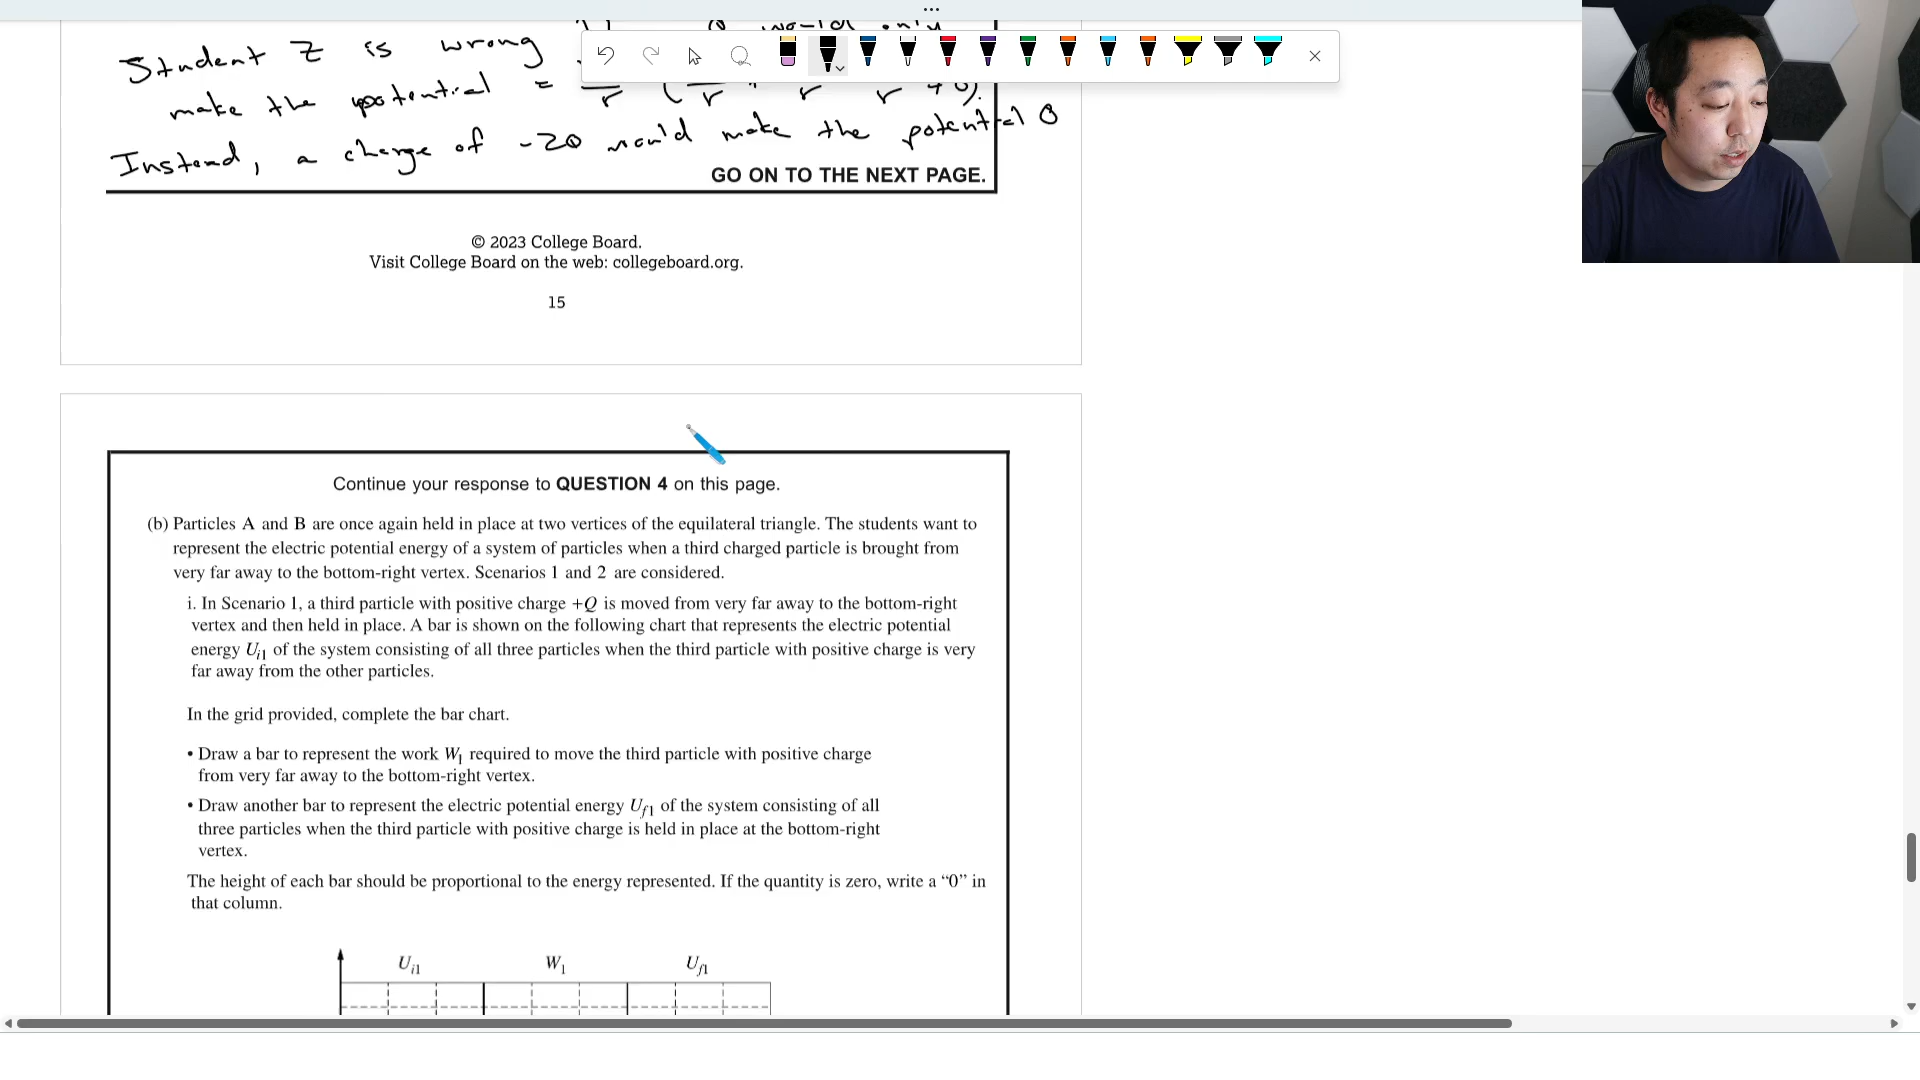 would only
Student Z is wrong
make the potential =
r ( r + r r + 0).
Instead, a charge of -2Q would make the potential 0
GO ON TO THE NEXT PAGE.
© 2023 College Board.
Visit College Board on the web: collegeboard.org.
15
Continue your response to QUESTION 4 on this page.
(b) Particles A and B are once again held in place at two vertices of the equilateral triangle. The students want to
represent the electric potential energy of a system of particles when a third charged particle is brought from
very far away to the bottom-right vertex. Scenarios 1 and 2 are considered.
i. In Scenario 1, a third particle with positive charge +Q is moved from very far away to the bottom-right
vertex and then held in place. A bar is shown on the following chart that represents the electric potential
energy U_i1 of the system consisting of all three particles when the third particle with positive charge is very
far away from the other particles.
In the grid provided, complete the bar chart.
• Draw a bar to represent the work W_1 required to move the third particle with positive charge
from very far away to the bottom-right vertex.
• Draw another bar to represent the electric potential energy U_f1 of the system consisting of all
three particles when the third particle with positive charge is held in place at the bottom-right
vertex.
The height of each bar should be proportional to the energy represented. If the quantity is zero, write a “0” in
that column.
U_i1 W_1 U_f1